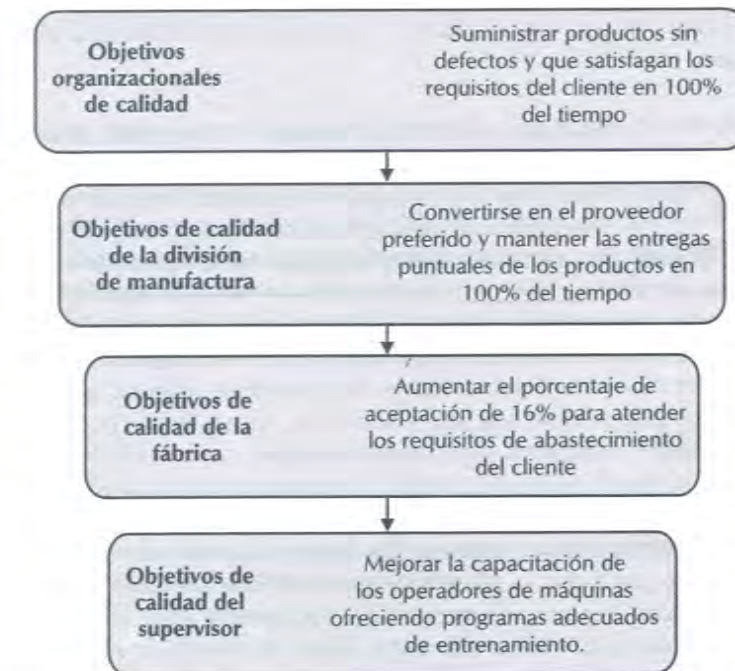 Objetivos
organizacionales
de calidad
Suministrar productos sin
defectos y que satisfagan los
requisitos del cliente en 100%
del tiempo
Objetivos de calidad
de la división
de manufactura
Convertirse en el proveedor
preferido y mantener las entregas
puntuales de los productos en
100% del tiempo
Objetivos de
calidad de la
fábrica
Aumentar el porcentaje de
aceptación de 16% para atender
los requisitos de abastecimiento
del cliente
Objetivos de
calidad del
supervisor
Mejorar la capacitación de
los operadores de máquinas
ofreciendo programas adecuados
de entrenamiento.